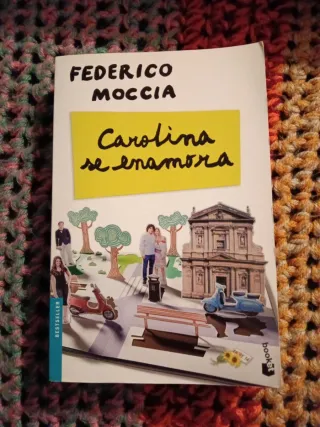 FEDERICO
MOCCIA
Carolina
se enamora
BESTSELLER
booket